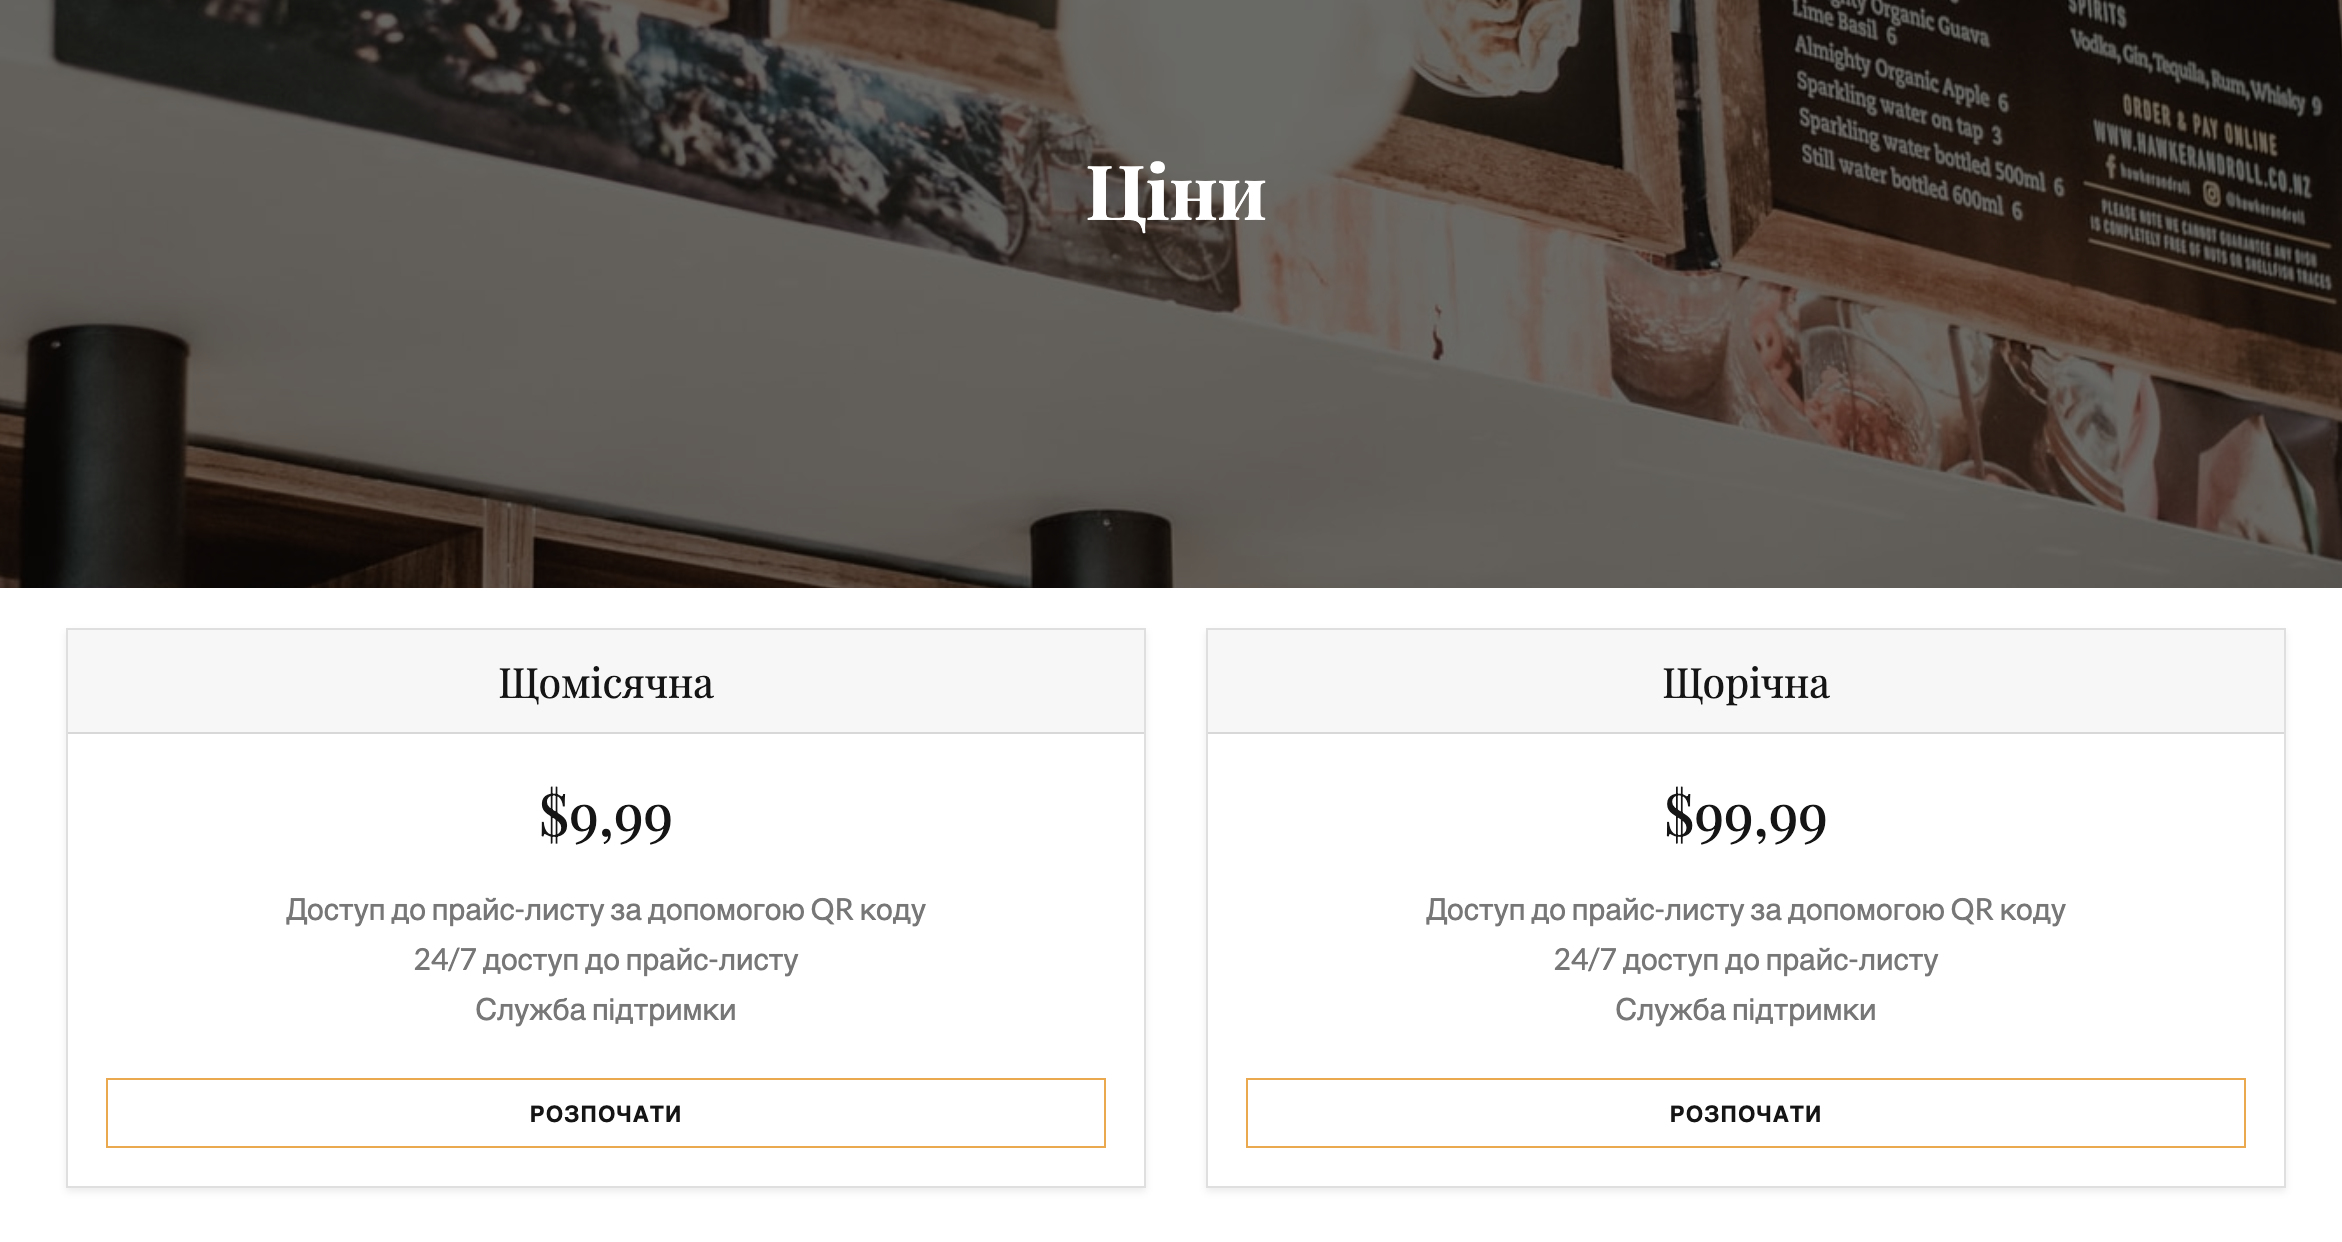 Organic Guava
Lime Basil 6
Almighty Organic Apple 6
Sparkling water on tap 3
Sparkling water bottled 500ml 6
Still water bottled 600ml 6
SPIRITS
Vodka, Gin, Tequila, Rum, Whisky 9
ORDER & PAY ONLINE
WWW.HAWKERANDROLL.CO.NZ
hawkerandroll @hawkerandroll
PLEASE NOTE WE CANNOT GUARANTEE ANY DISH
IS COMPLETELY FREE OF NUTS OR SHELLFISH TRACES
Ціни
Щомісячна
$9,99
Доступ до прайс-листу за допомогою QR коду
24/7 доступ до прайс-листу
Служба підтримки
РОЗПОЧАТИ
Щорічна
$99,99
Доступ до прайс-листу за допомогою QR коду
24/7 доступ до прайс-листу
Служба підтримки
РОЗПОЧАТИ